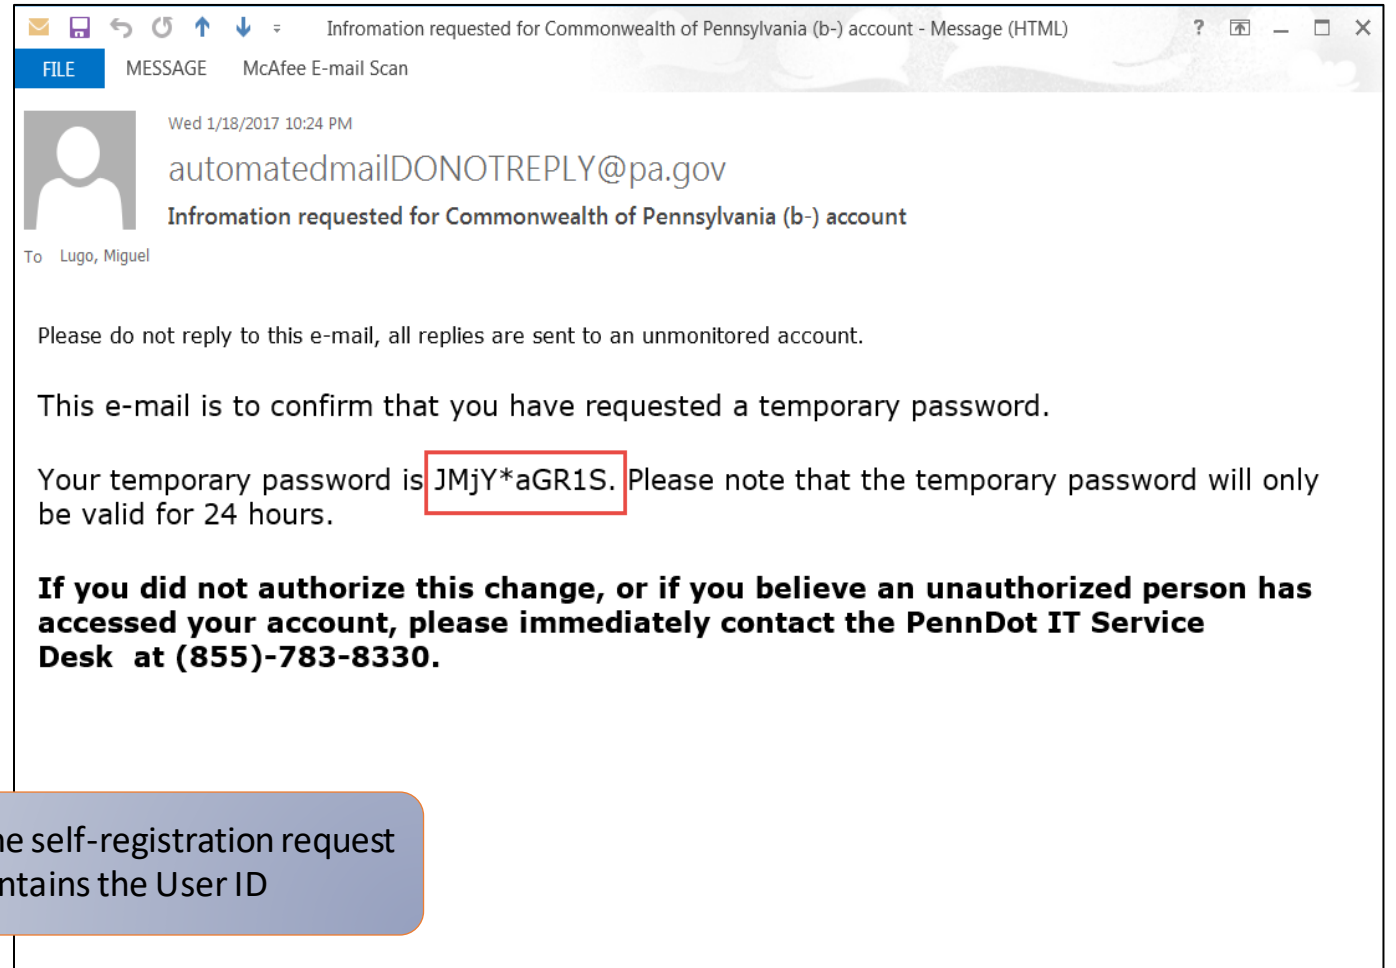 Infromation requested for Commonwealth of Pennsylvania (b-) account - Message (HTML)
FILE MESSAGE McAfee E-mail Scan
Wed 1/18/2017 10:24 PM
automatedmailDONOTREPLY@pa.gov
Infromation requested for Commonwealth of Pennsylvania (b-) account
To Lugo, Miguel
Please do not reply to this e-mail, all replies are sent to an unmonitored account.
This e-mail is to confirm that you have requested a temporary password.
Your temporary password is JMjY*aGR1S. Please note that the temporary password will only
be valid for 24 hours.
If you did not authorize this change, or if you believe an unauthorized person has
accessed your account, please immediately contact the PennDot IT Service
Desk at (855)-783-8330.
self-registration request
the User ID